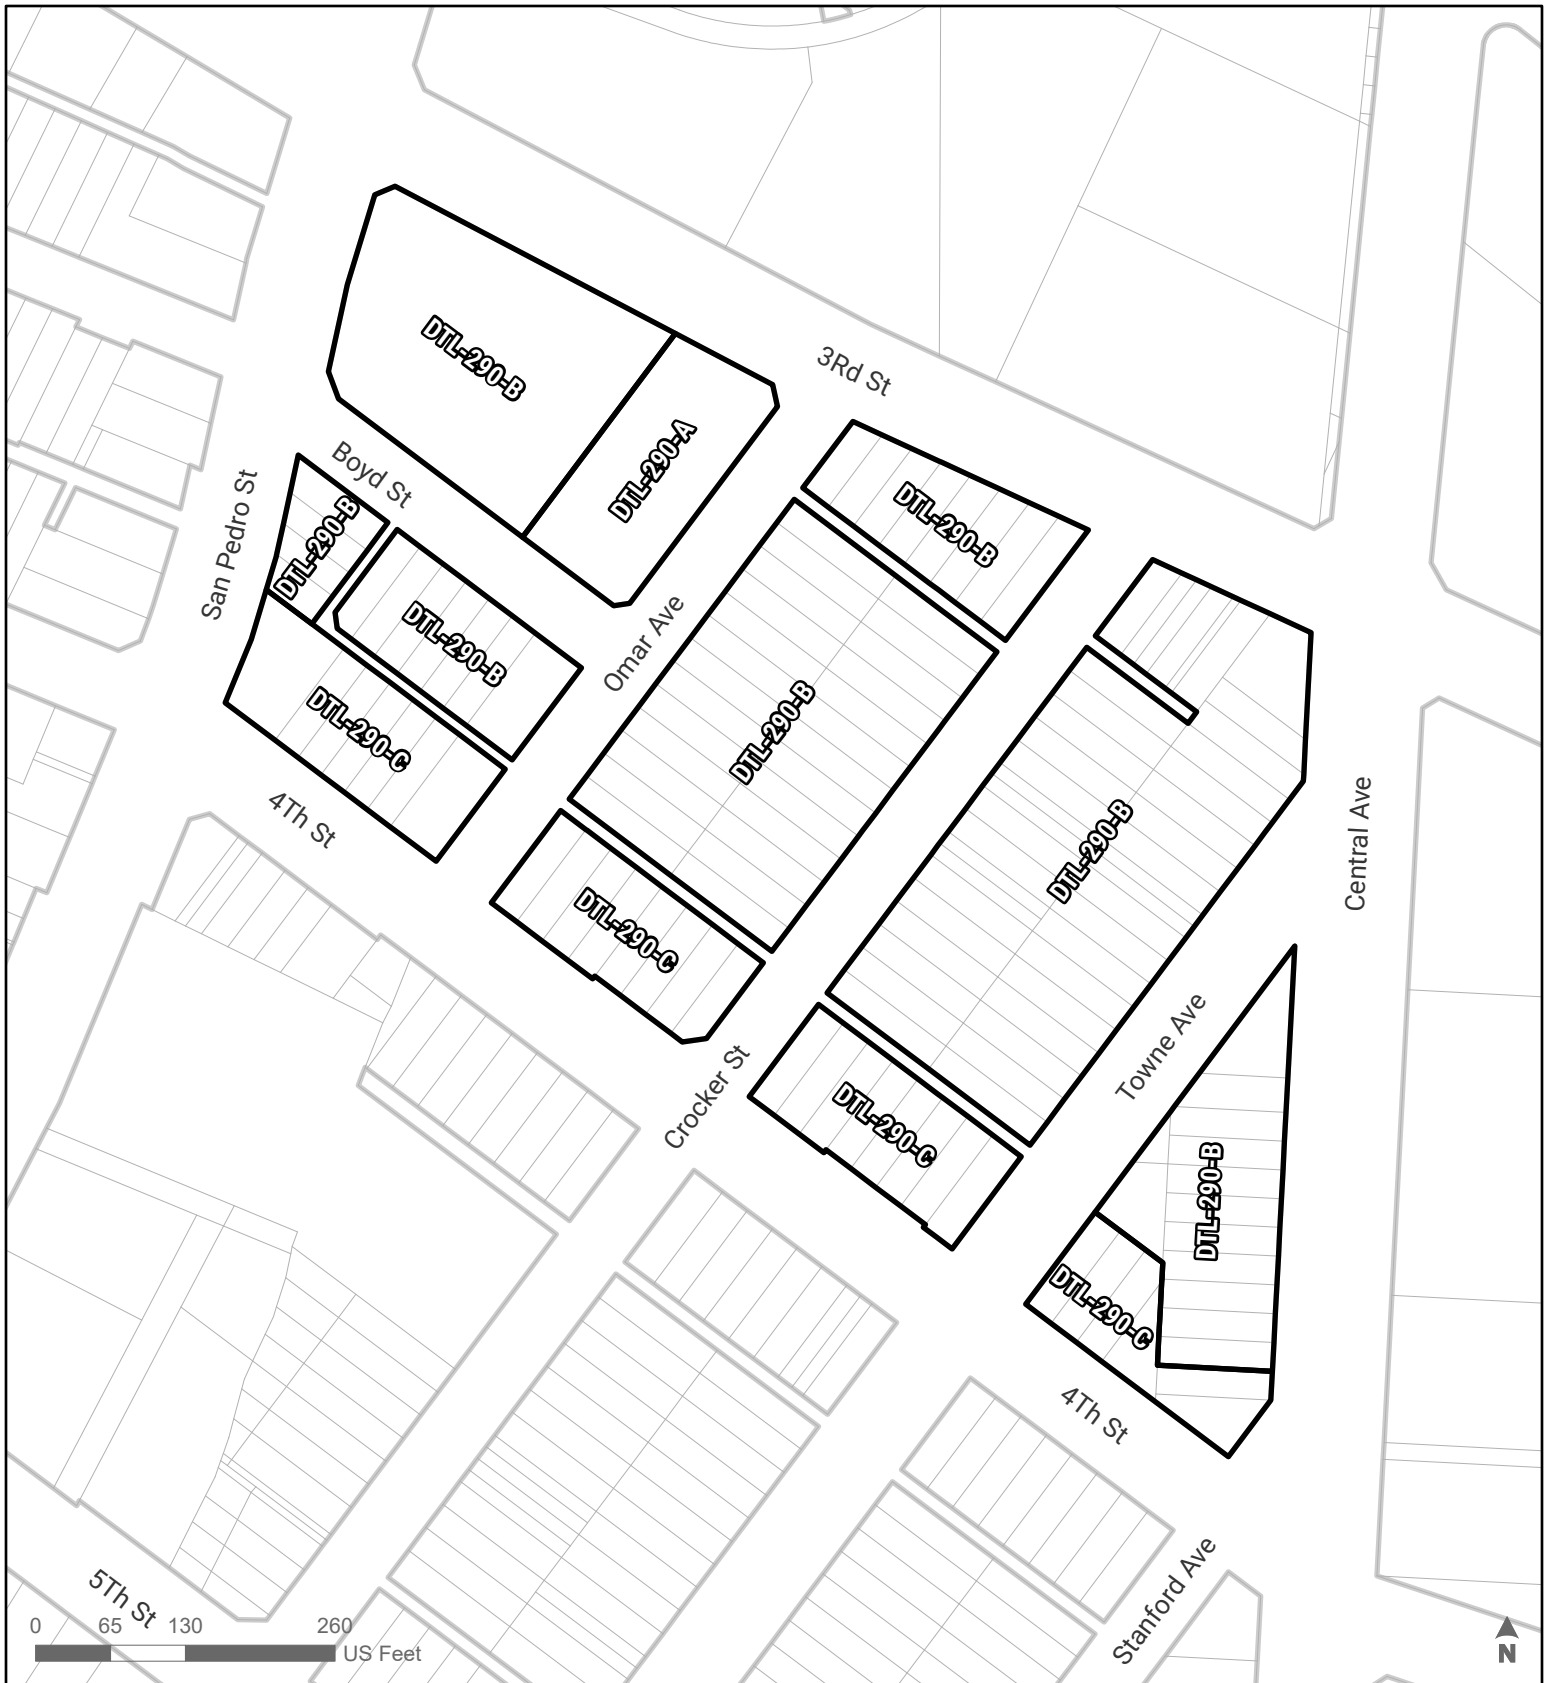 DTL-290-B
3Rd St
DTL-290-A
Boyd St
DTL-290-B
San Pedro St
DTL-290-B
DTL-290-B
Omar Ave
DTL-290-B
DTL-290-C
4Th St
DTL-290-B
Central Ave
DTL-290-C
Towne Ave
Crocker St
DTL-290-C
DTL-290-B
DTL-290-C
4Th St
Stanford Ave
5Th St
0 65 130 260
US Feet
N